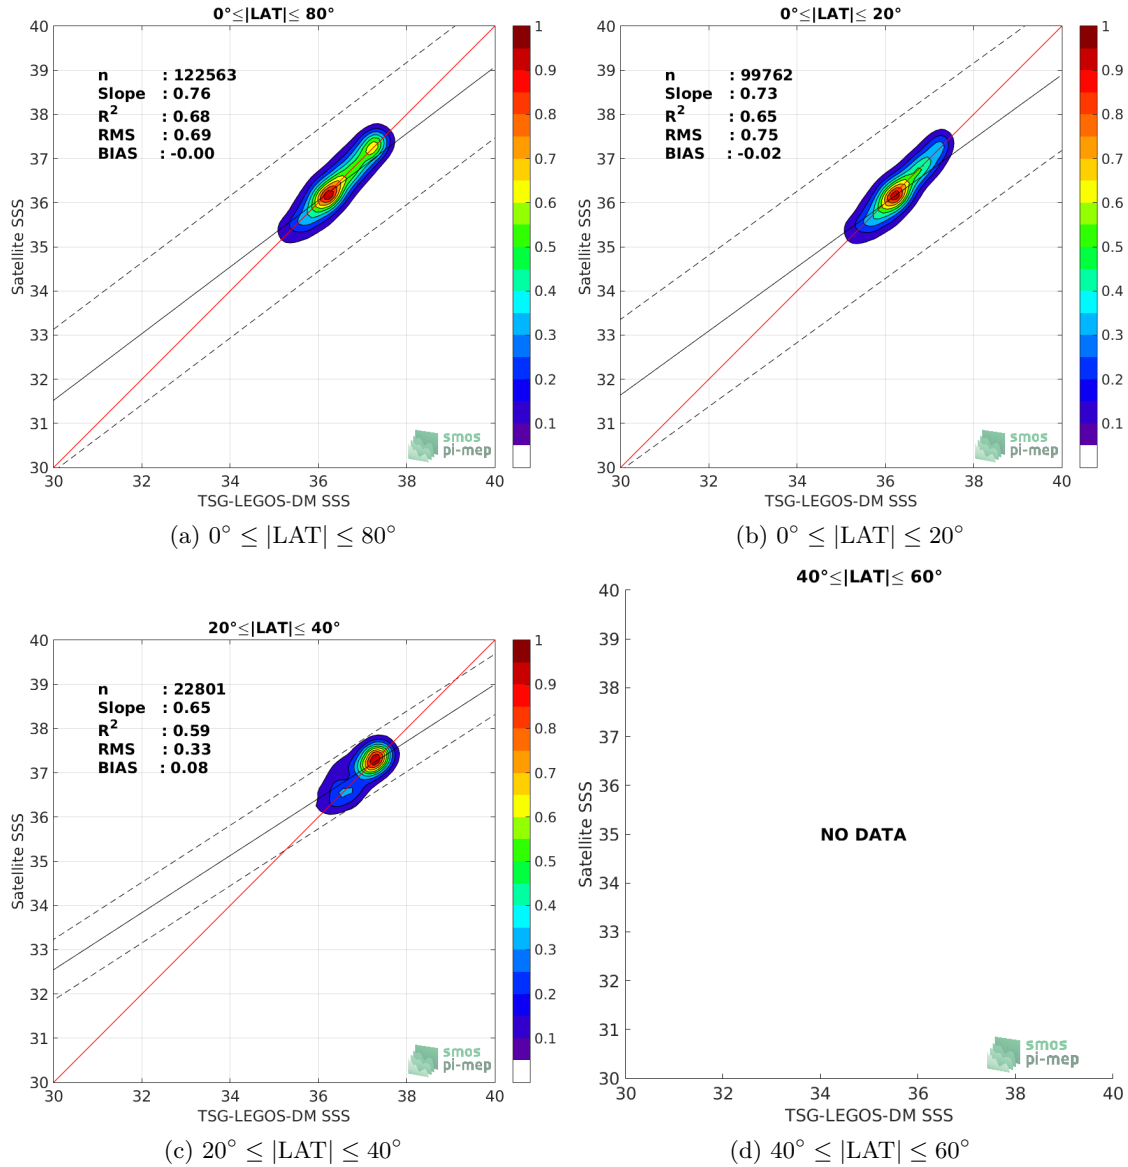 0°≤|LAT|≤ 80°
n : 122563
Slope : 0.76
R2 : 0.68
RMS : 0.69
BIAS : -0.00
Satellite SSS
40
39
38
37
36
35
34
33
32
31
30
30 32 34 36 38 40
TSG-LEGOS-DM SSS
1
0.9
0.8
0.7
0.6
0.5
0.4
0.3
0.2
0.1
smos
pi-mep
(a) 0° ≤ |LAT| ≤ 80°
0°≤|LAT|≤ 20°
n : 99762
Slope : 0.73
R2 : 0.65
RMS : 0.75
BIAS : -0.02
Satellite SSS
40
39
38
37
36
35
34
33
32
31
30
30 32 34 36 38 40
TSG-LEGOS-DM SSS
1
0.9
0.8
0.7
0.6
0.5
0.4
0.3
0.2
0.1
smos
pi-mep
(b) 0° ≤ |LAT| ≤ 20°
20°≤|LAT|≤ 40°
n : 22801
Slope : 0.65
R2 : 0.59
RMS : 0.33
BIAS : 0.08
Satellite SSS
40
39
38
37
36
35
34
33
32
31
30
30 32 34 36 38 40
TSG-LEGOS-DM SSS
1
0.9
0.8
0.7
0.6
0.5
0.4
0.3
0.2
0.1
smos
pi-mep
(c) 20° ≤ |LAT| ≤ 40°
40°≤|LAT|≤ 60°
NO DATA
Satellite SSS
40
39
38
37
36
35
34
33
32
31
30
30 32 34 36 38 40
TSG-LEGOS-DM SSS
smos
pi-mep
(d) 40° ≤ |LAT| ≤ 60°